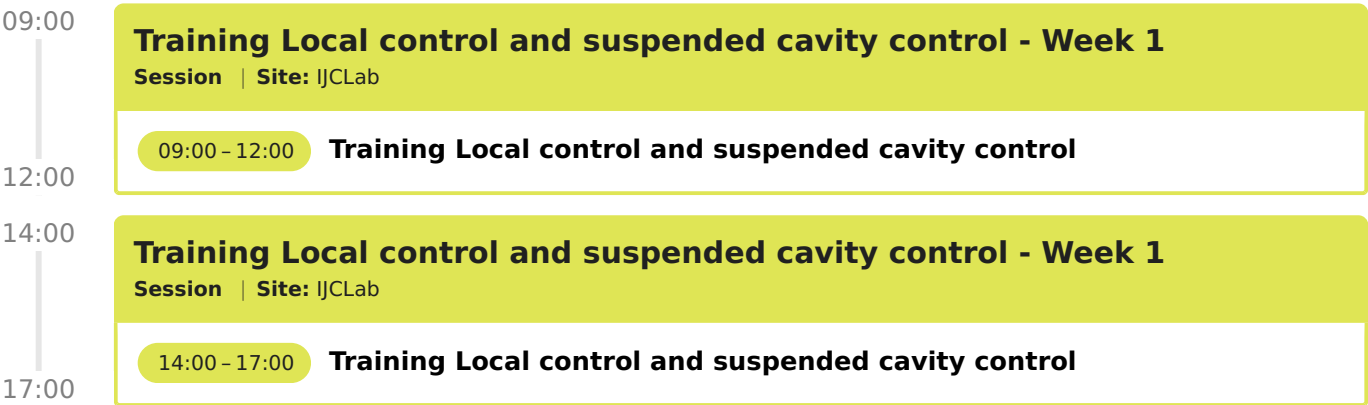 09:00
Training Local control and suspended cavity control - Week 1
Session | Site: IJCLab
09:00 – 12:00 Training Local control and suspended cavity control
12:00
14:00
Training Local control and suspended cavity control - Week 1
Session | Site: IJCLab
14:00 – 17:00 Training Local control and suspended cavity control
17:00